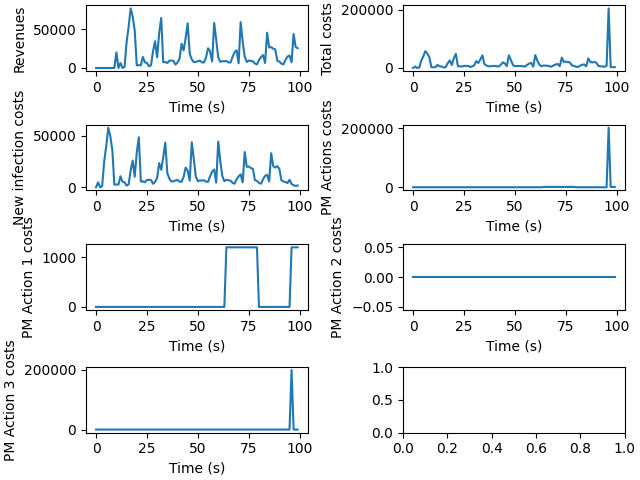 Revenues
50000
0
0 25 50 75 100
Time (s)
Total costs
200000
0
0 25 50 75 100
Time (s)
New infection costs
50000
0
0 25 50 75 100
Time (s)
PM Actions costs
200000
0
0 25 50 75 100
Time (s)
PM Action 1 costs
1000
0
0 25 50 75 100
Time (s)
PM Action 2 costs
0.05
0.00
−0.05
0 25 50 75 100
Time (s)
PM Action 3 costs
200000
0
0 25 50 75 100
Time (s)
1.0
0.5
0.0
0.0 0.2 0.4 0.6 0.8 1.0